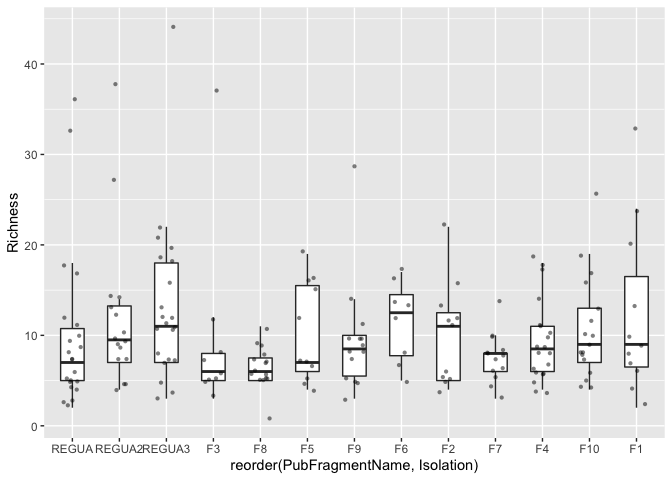 40
30
Richness
20
10
0
REGUA REGUA2 REGUA3 F3 F8 F5 F9 F6 F2 F7 F4 F10 F1
reorder(PubFragmentName, Isolation)